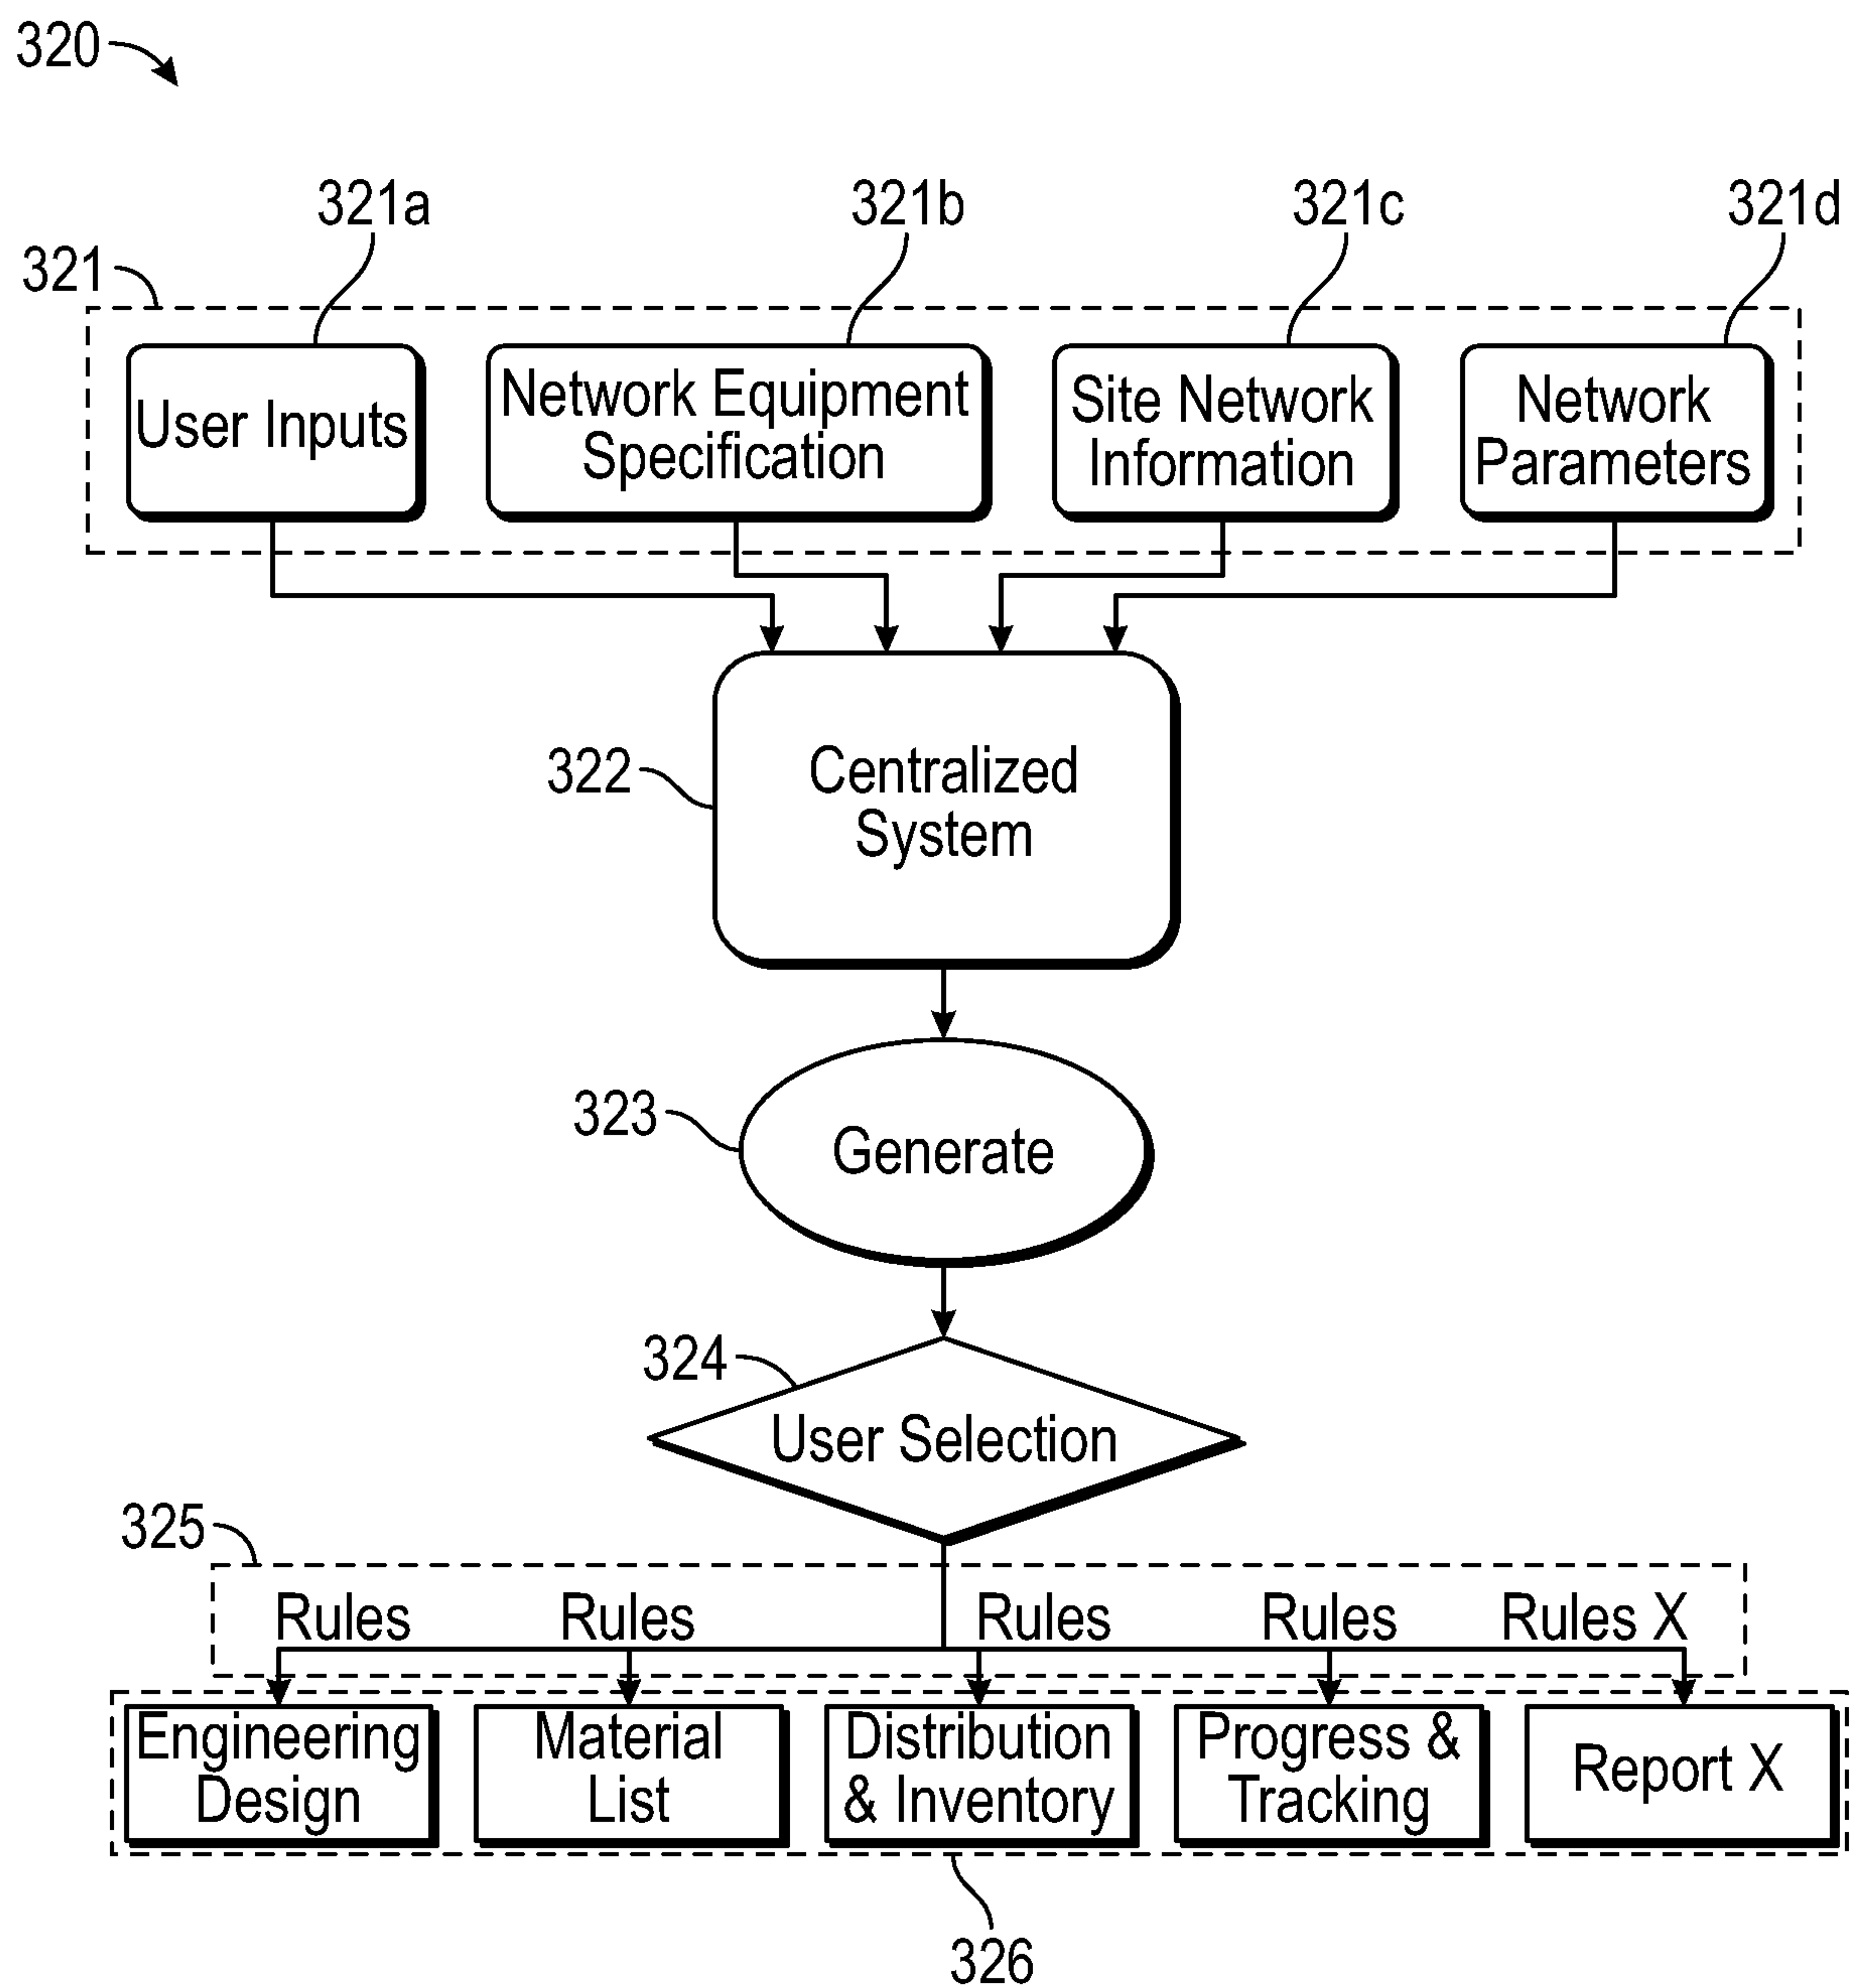 320
321a
321b
321c
321d
321
User Inputs
Network Equipment
Specification
Site Network
Information
Network
Parameters
322
Centralized
System
323
Generate
324
User Selection
325
Rules
Rules
Rules
Rules
Rules X
Engineering
Design
Material
List
Distribution
& Inventory
Progress &
Tracking
Report X
326